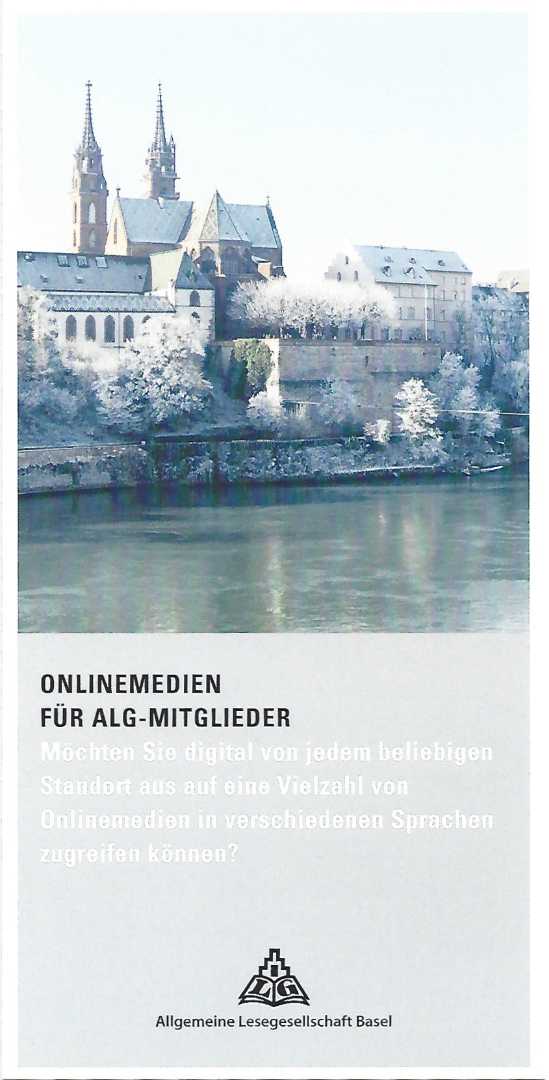 ONLINEMEDIEN
FÜR ALG-MITGLIEDER
Möchten Sie digital von jedem beliebigen
Standort aus auf eine Vielzahl von
Onlinemedien in verschiedenen Sprachen
zugreifen können?
LG
Allgemeine Lesegesellschaft Basel